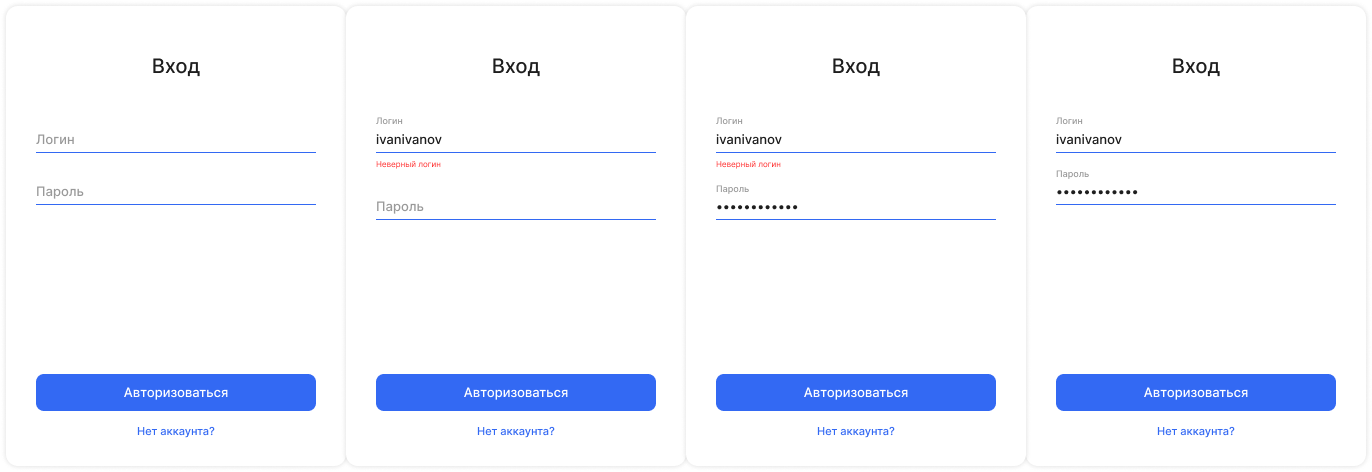 Вход
Логин
Пароль
Авторизоваться
Нет аккаунта?
Вход
Логин
ivanivanov
Неверный логин
Пароль
Авторизоваться
Нет аккаунта?
Вход
Логин
ivanivanov
Неверный логин
Пароль
••••••••••••
Авторизоваться
Нет аккаунта?
Вход
Логин
ivanivanov
Пароль
••••••••••••
Авторизоваться
Нет аккаунта?